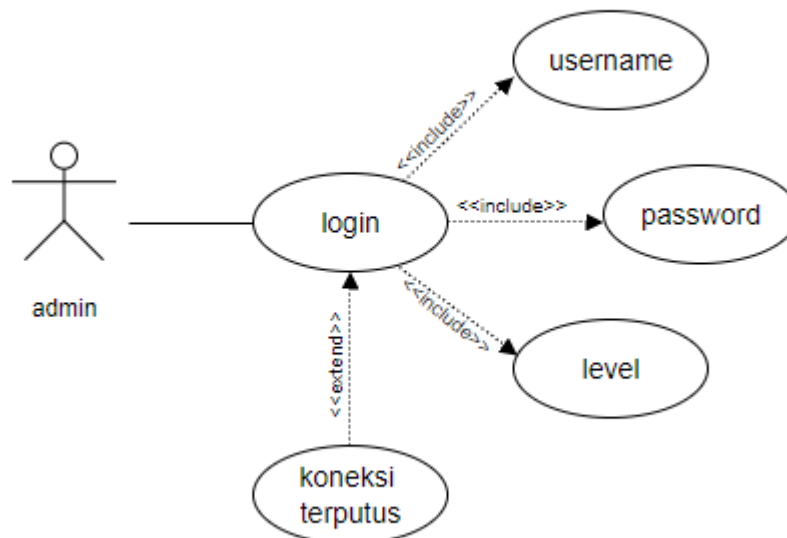 username
<<include>>
<<include>>
password
login
admin
<<include>>
<<extend>>
level
koneksi
terputus